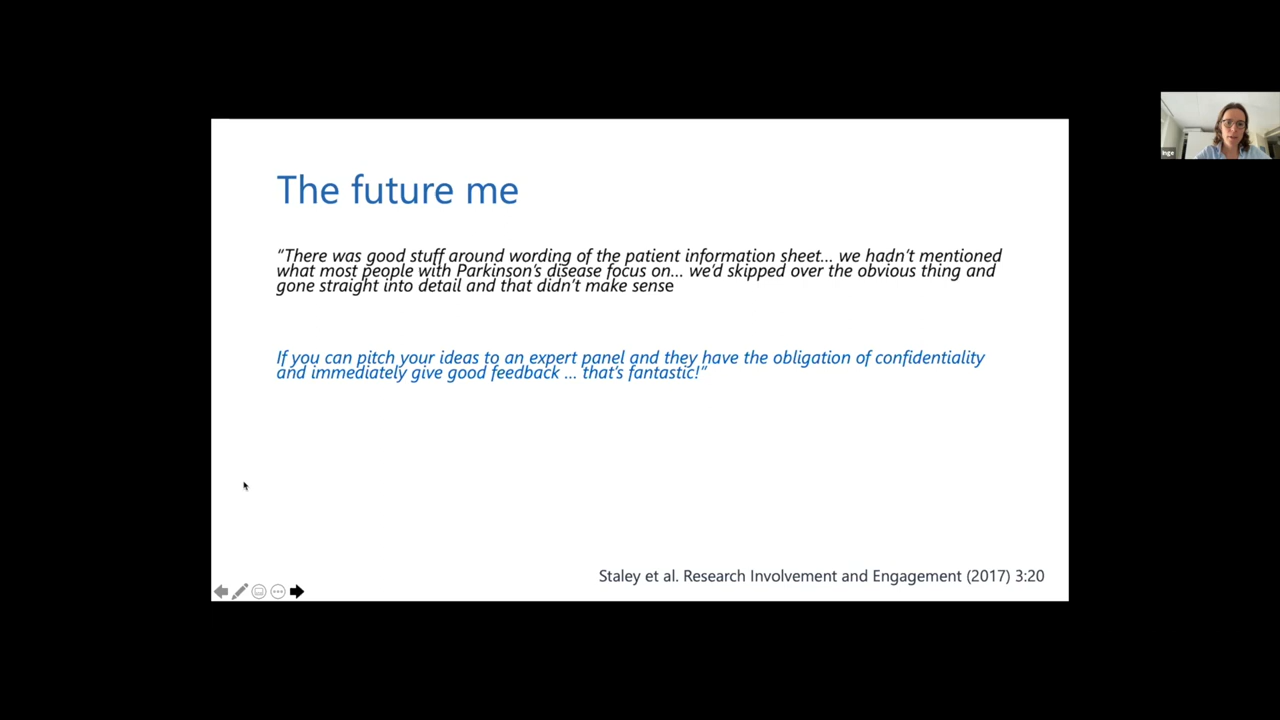 The future me
“There was good stuff around wording of the patient information sheet... we hadn’t mentioned
what most people with Parkinson’s disease focus on... we’d skipped over the obvious thing and
gone straight into detail and that didn’t make sense
If you can pitch your ideas to an expert panel and they have the obligation of confidentiality
and immediately give good feedback ... that’s fantastic!”
Staley et al. Research Involvement and Engagement (2017) 3:20
Inge